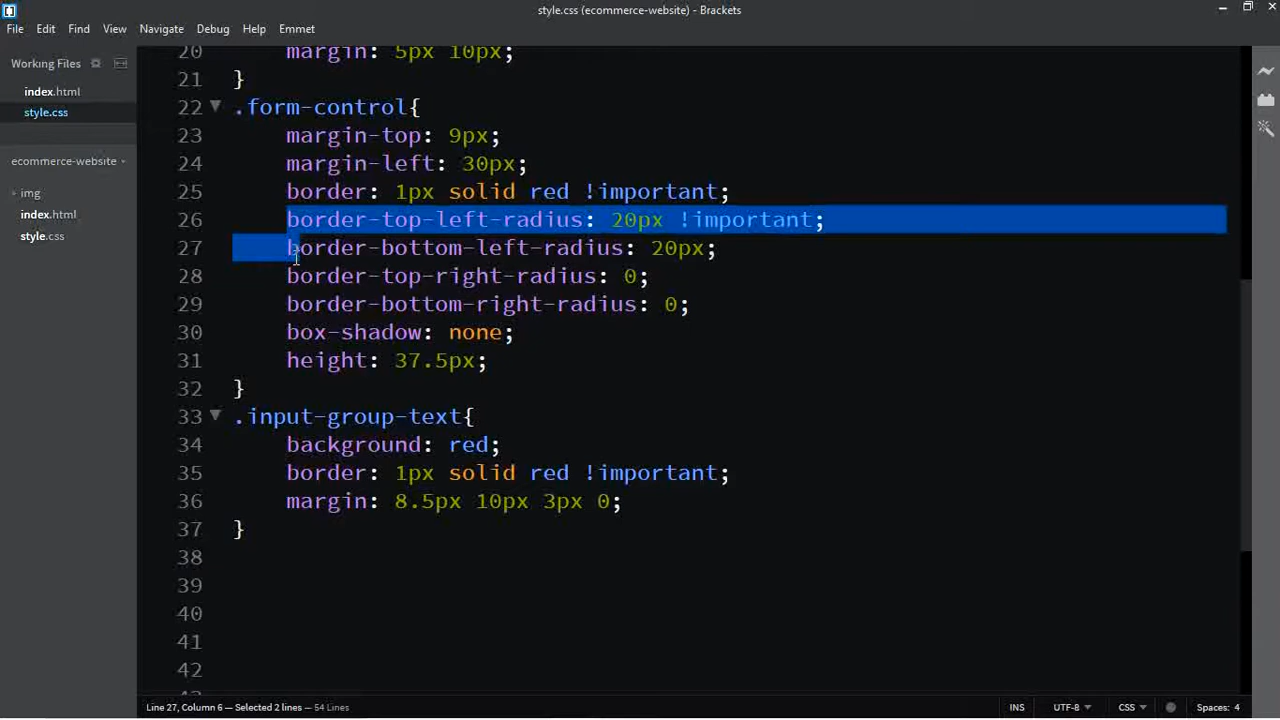 style.css (ecommerce-website) - Brackets
File Edit Find View Navigate Debug Help Emmet
Working Files
index.html
style.css
ecommerce-website
img
index.html
style.css
20 margin: 5px 10px;
21 }
22 .form-control{
23 margin-top: 9px;
24 margin-left: 30px;
25 border: 1px solid red !important;
26 border-top-left-radius: 20px !important;
27 border-bottom-left-radius: 20px;
28 border-top-right-radius: 0;
29 border-bottom-right-radius: 0;
30 box-shadow: none;
31 height: 37.5px;
32 }
33 .input-group-text{
34 background: red;
35 border: 1px solid red !important;
36 margin: 8.5px 10px 3px 0;
37 }
38
39
40
41
42
Line 27, Column 6 — Selected 2 lines — 54 Lines INS UTF-8 CSS Spaces: 4